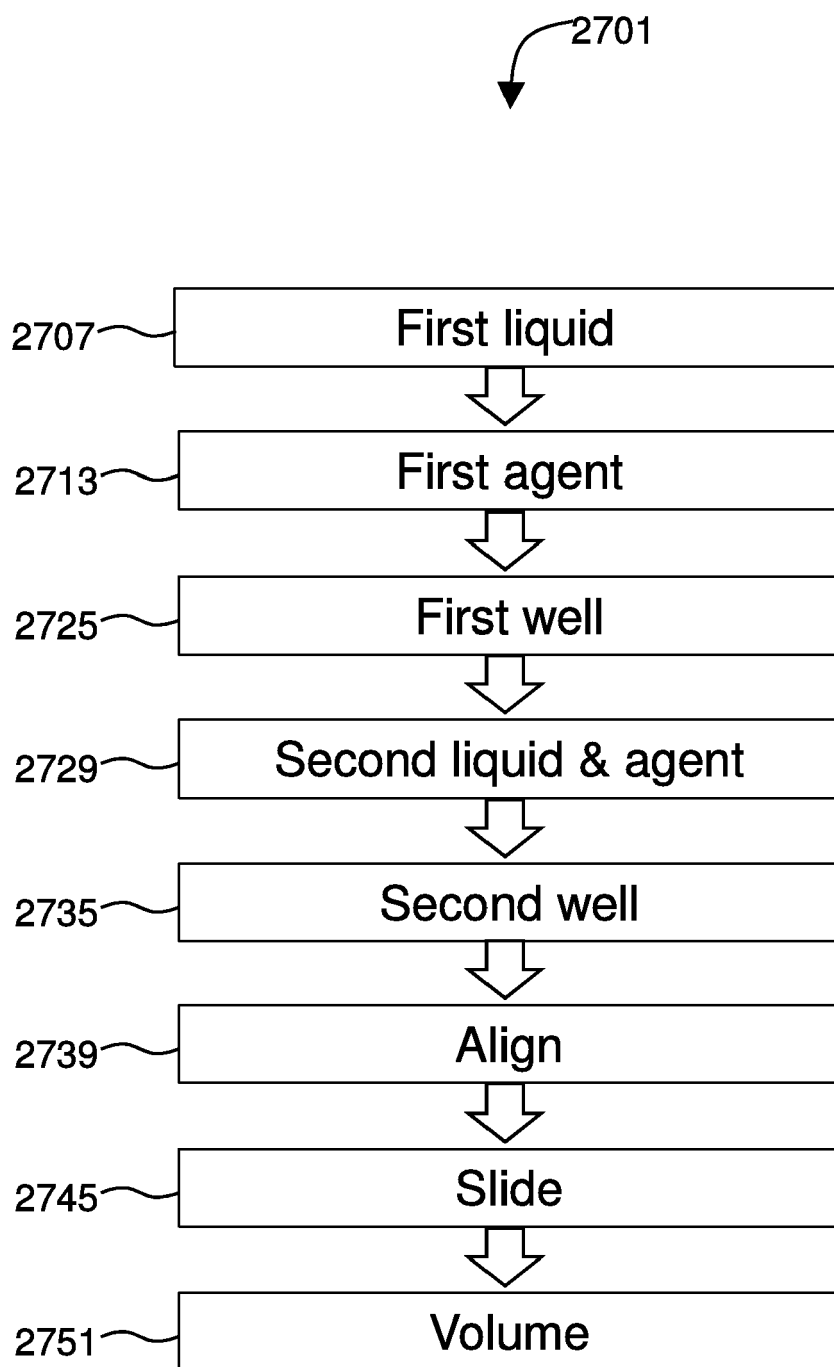 2701
2707 First liquid
2713 First agent
2725 First well
2729 Second liquid & agent
2735 Second well
2739 Align
2745 Slide
2751 Volume